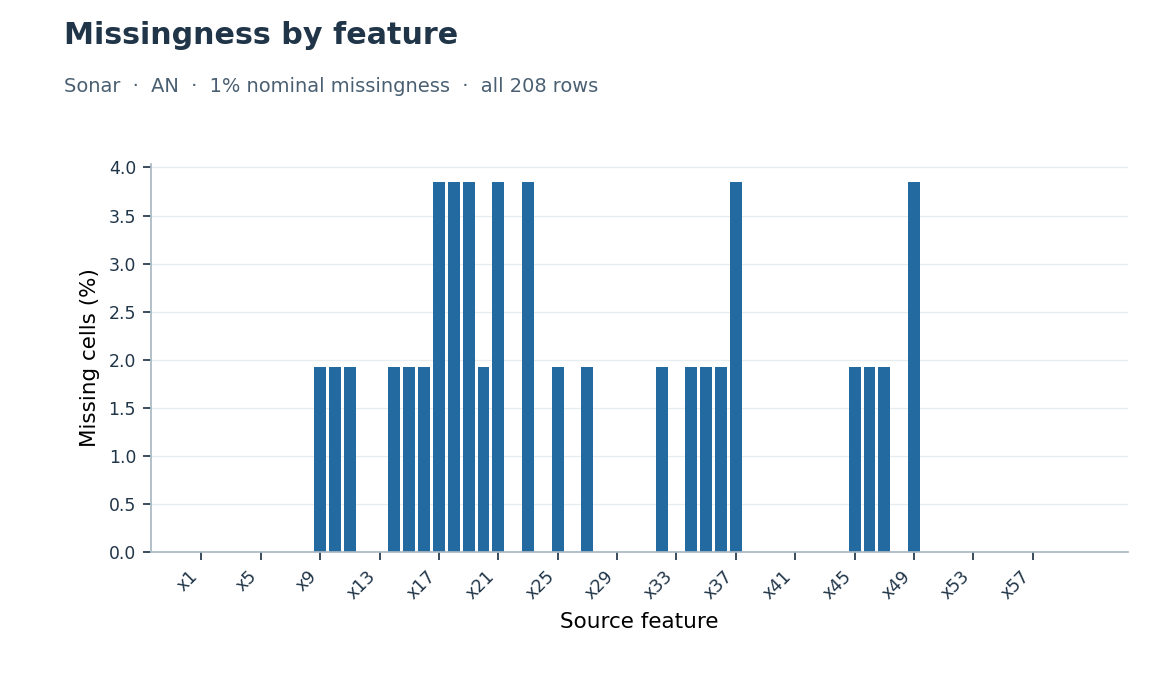 Missingness by feature
Sonar · AN · 1% nominal missingness · all 208 rows
4.0
3.5
3.0
2.5
2.0
1.5
1.0
0.5
0.0
Missing cells (%)
x1 x5 x9 x13 x17 x21 x25 x29 x33 x37 x41 x45 x49 x53 x57
Source feature